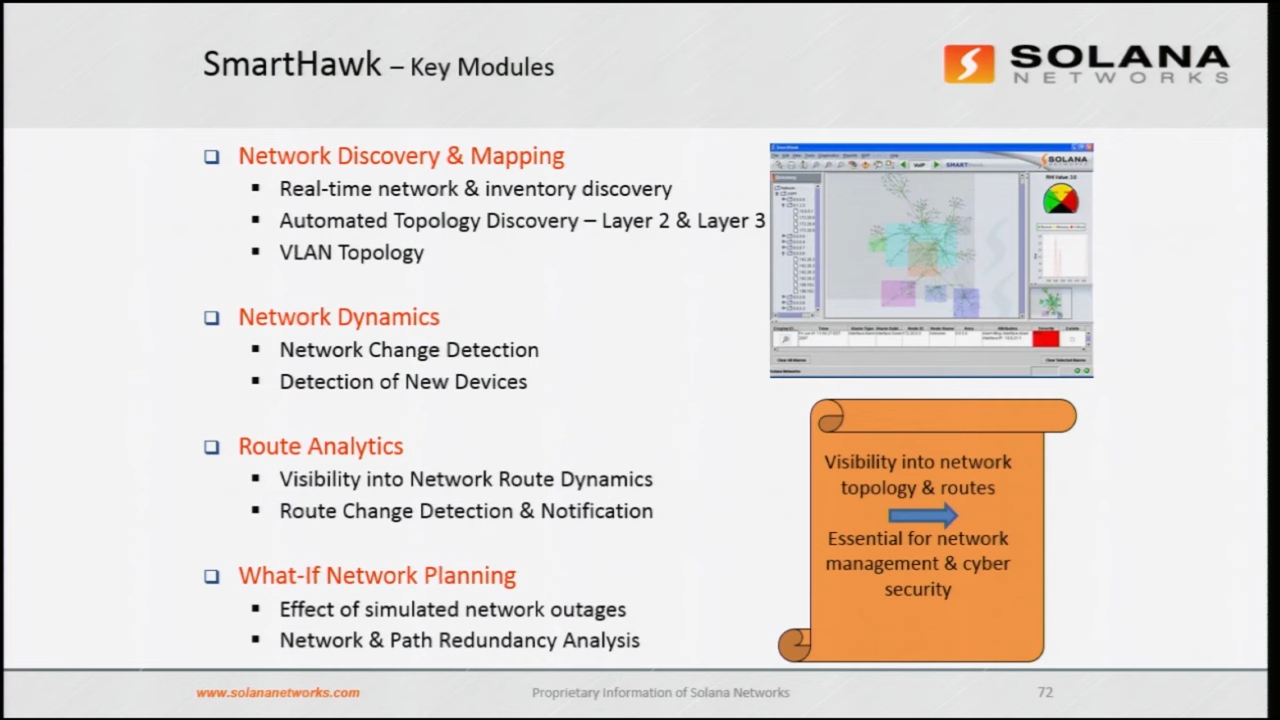 SmartHawk – Key Modules
SOLANA
NETWORKS
Network Discovery & Mapping
Real-time network & inventory discovery
Automated Topology Discovery – Layer 2 & Layer 3
VLAN Topology
Network Dynamics
Network Change Detection
Detection of New Devices
Route Analytics
Visibility into Network Route Dynamics
Route Change Detection & Notification
What-If Network Planning
Effect of simulated network outages
Network & Path Redundancy Analysis
SmartHawk
SOLANA
Visibility into network
topology & routes
Essential for network
management & cyber
security
www.solananetworks.com
Proprietary Information of Solana Networks
72